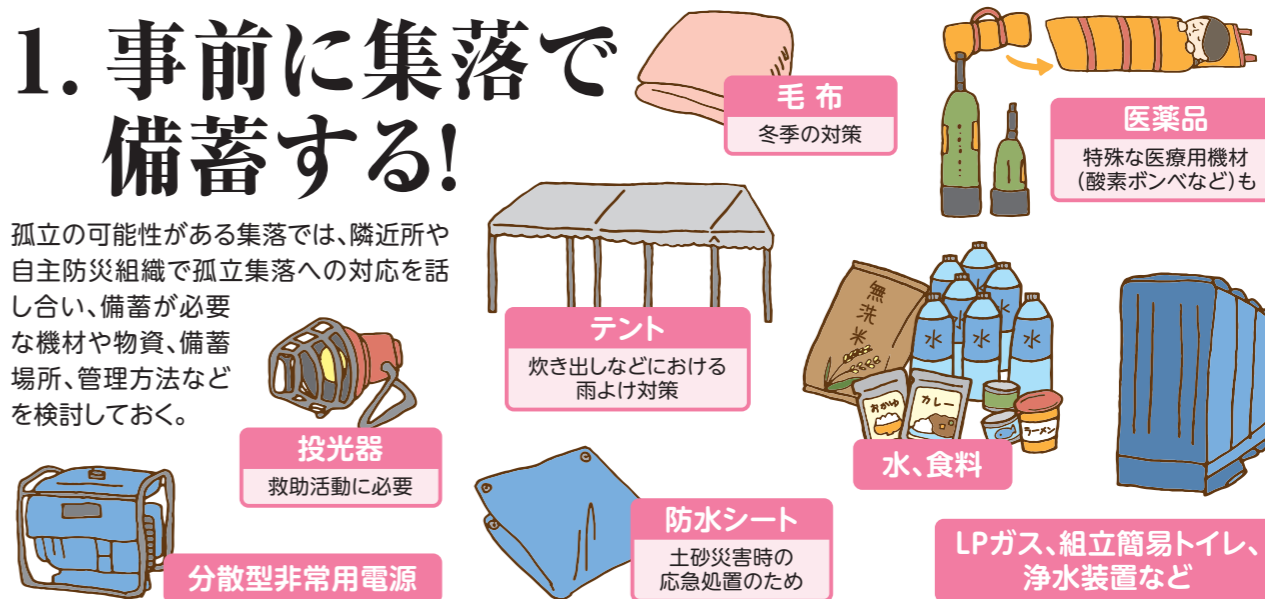 1. 事前に集落で
備蓄する!
孤立の可能性がある集落では、隣近所や
自主防災組織で孤立集落への対応を話
し合い、備蓄が必要
な機材や物資、備蓄
場所、管理方法など
を検討しておく。
毛布
冬季の対策
医薬品
特殊な医療用機材
(酸素ボンベなど)も
テント
炊き出しなどにおける
雨よけ対策
無洗米
水
水
水
おかゆ
カレー
ラーメン
水、食料
投光器
救助活動に必要
防水シート
土砂災害時の
応急処置のため
分散型非常用電源
LPガス、組立簡易トイレ、
浄水装置など